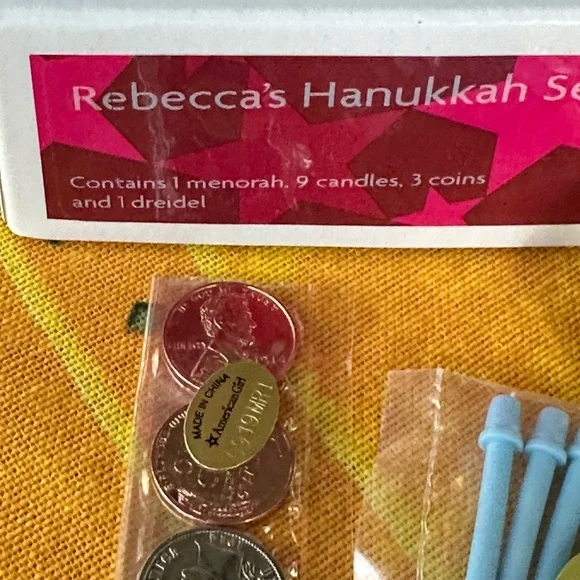 Rebecca's Hanukkah Se
Contains 1 menorah, 9 candles, 3 coins
and 1 dreidel
MADE IN CHINA
American Girl